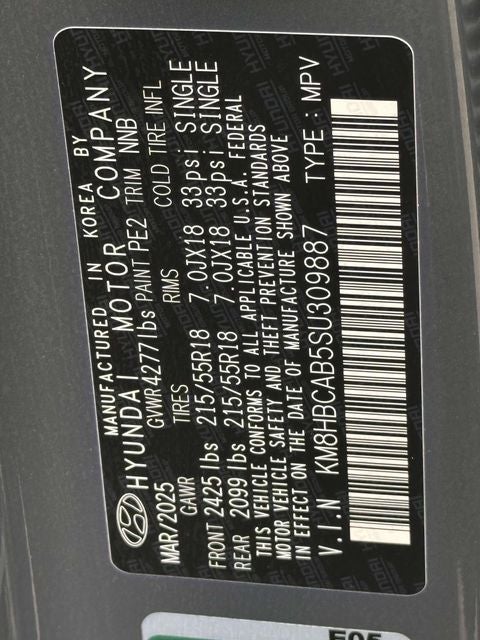 MANUFACTURED IN KOREA BY
HYUNDAI MOTOR COMPANY
GVWR 4277lbs PAINT PE2 TRIM NNB
MAR/2025 TIRES RIMS COLD TIRE INFL
GAWR
FRONT 2425 lbs 215/55R18 7.0JX18 33psi SINGLE
REAR 2099 lbs 215/55R18 7.0JX18 33psi SINGLE
THIS VEHICLE CONFORMS TO ALL APPLICABLE U.S.A. FEDERAL
MOTOR VEHICLE SAFETY AND THEFT PREVENTION STANDARDS
IN EFFECT ON THE DATE OF MANUFACTURE SHOWN ABOVE
V.I.N KM8HBCAB5SU309887 TYPE: MPV